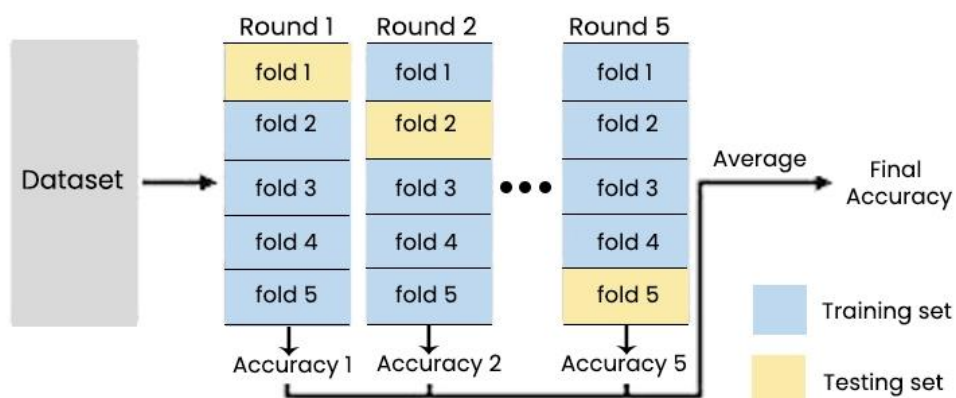 Round 1
Round 2
Round 5
Dataset
fold 1
fold 2
fold 3
fold 4
fold 5
fold 1
fold 2
fold 3
fold 4
fold 5
fold 1
fold 2
fold 3
fold 4
fold 5
Accuracy 1
Accuracy 2
Accuracy 5
Average
Final
Accuracy
Training set
Testing set